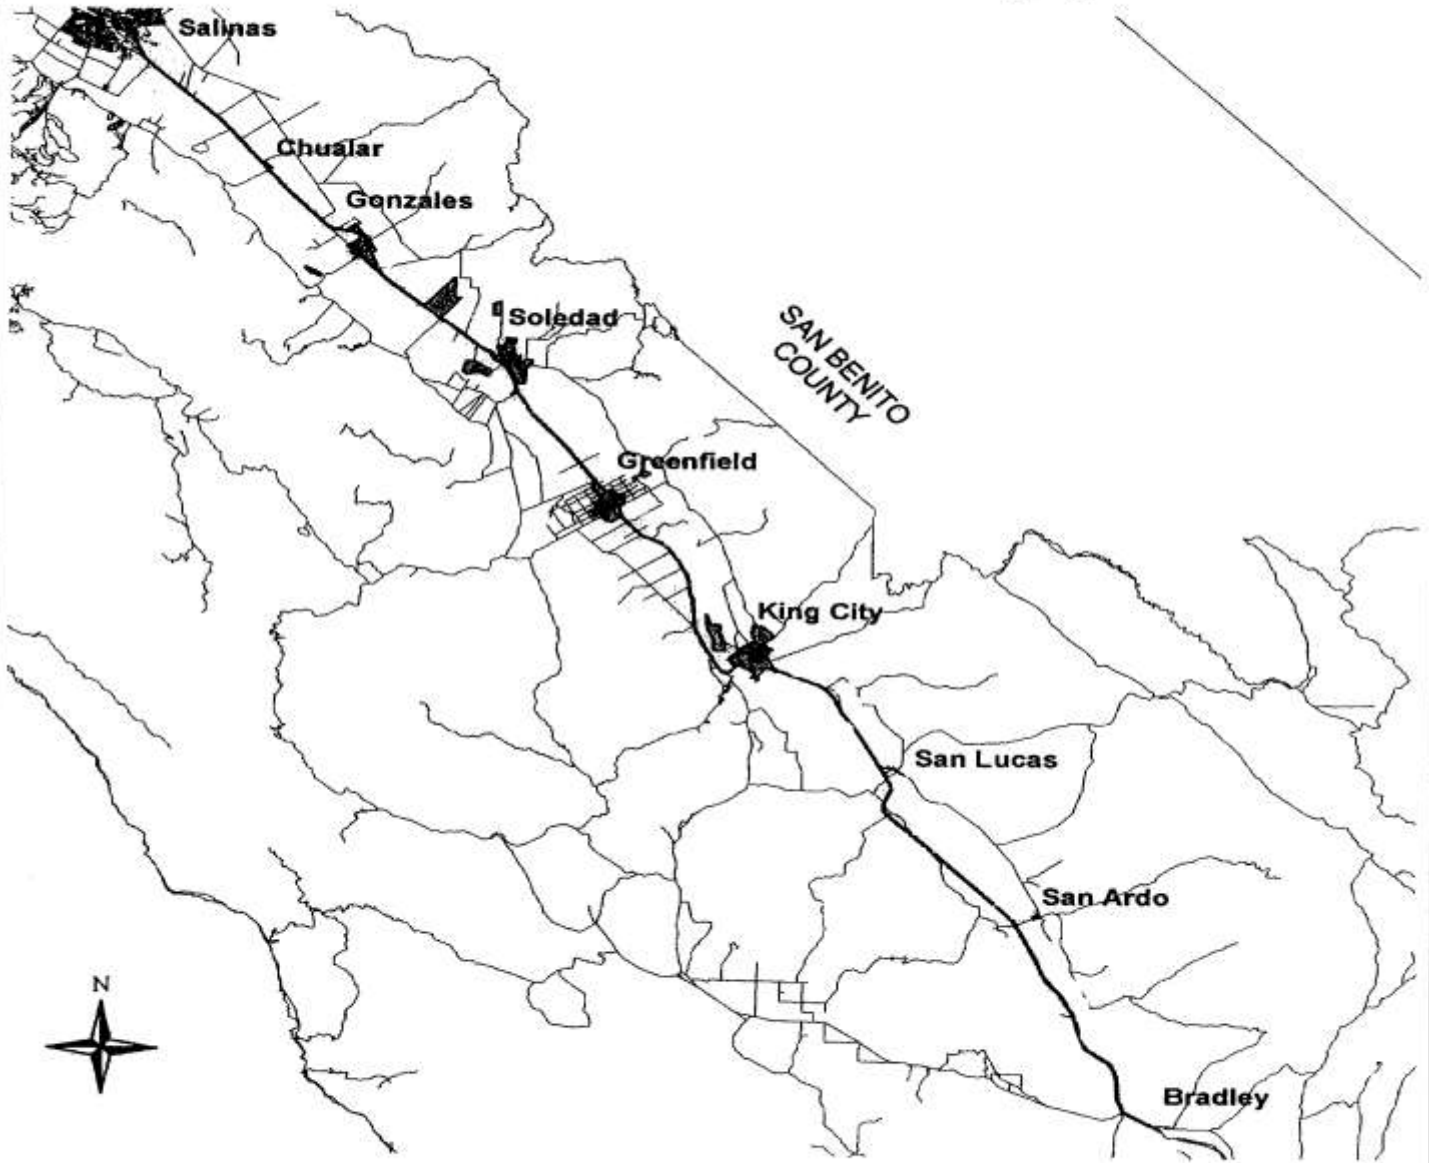 Salinas
Chualar
Gonzales
Soledad
SAN BENITO
COUNTY
Greenfield
King City
San Lucas
San Ardo
N
Bradley